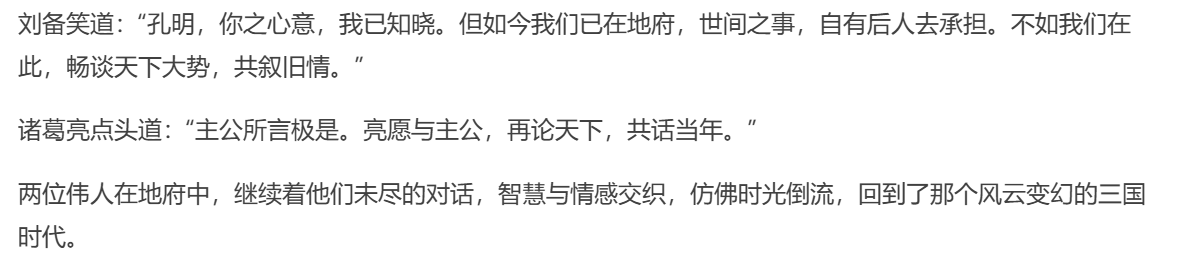 刘备笑道：“孔明，你之心意，我已知晓。但如今我们已在地府，世间之事，自有后人去承担。不如我们在
此，畅谈天下大势，共叙旧情。”
诸葛亮点头道：“主公所言极是。亮愿与主公，再论天下，共话当年。”
两位伟人在地府中，继续着他们未尽的对话，智慧与情感交织，仿佛时光倒流，回到了那个风云变幻的三国
时代。